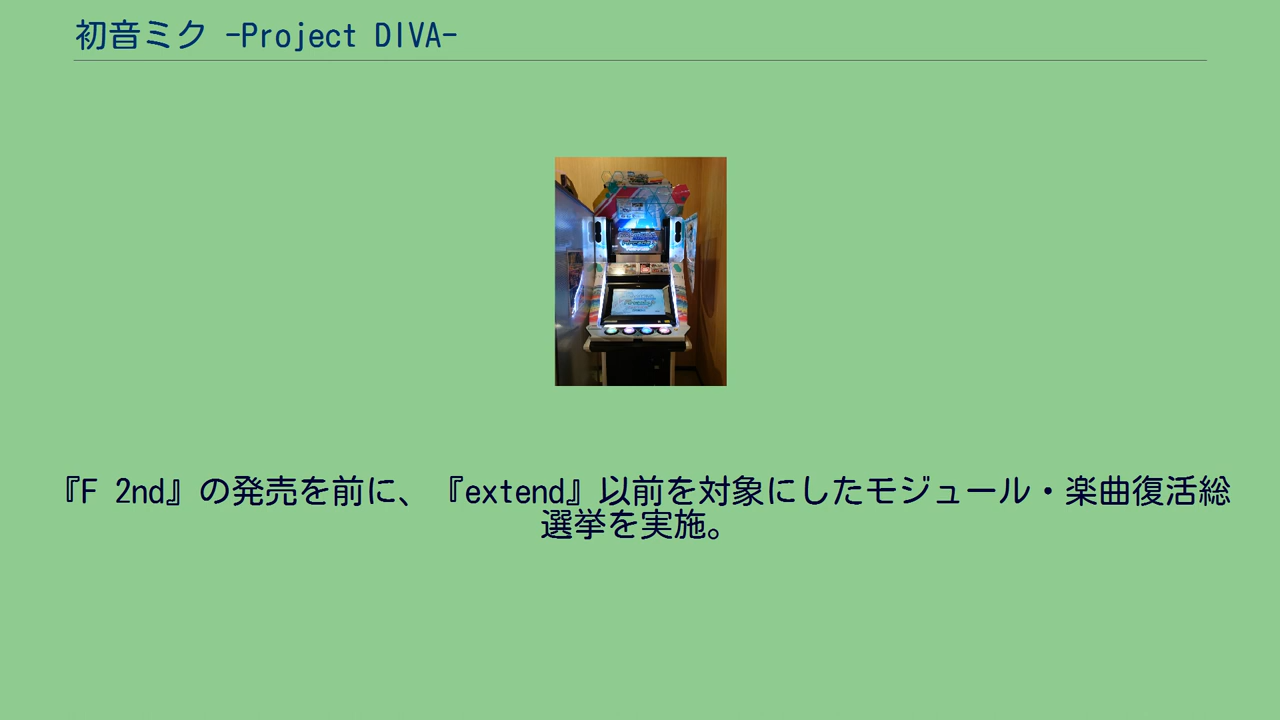 初音ミク -Project DIVA-
『F 2nd』の発売を前に、『extend』以前を対象にしたモジュール・楽曲復活総
選挙を実施。